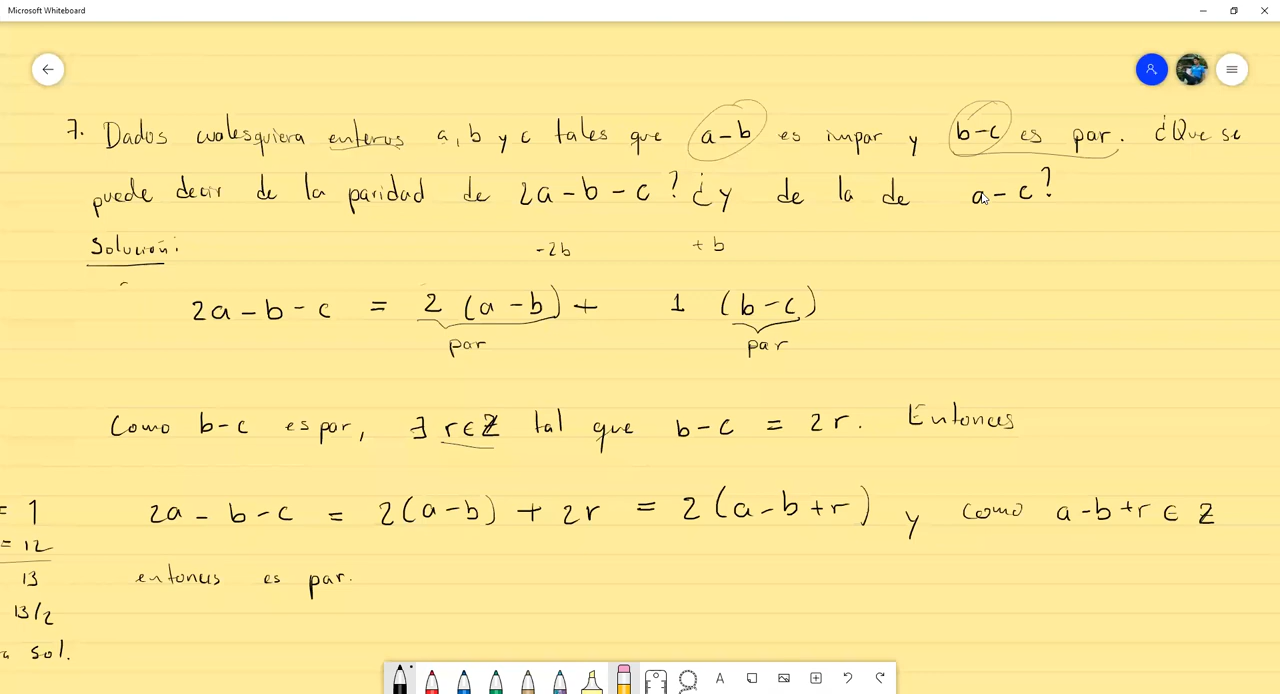 Microsoft Whiteboard
7. Dados cualesquiera enteros a, b y c tales que a-b es impar y b-c es par. ¿Que se
puede decir de la paridad de 2a-b-c? ¿y de la de a-c?
Solución:
-2b + b
2a-b-c = 2 (a-b) + 1 (b-c)
par par
Como b-c es par, ∃ r∈ℤ tal que b-c = 2r. Entonces
= 1 2a-b-c = 2(a-b) + 2r = 2(a-b+r) y como a-b+r ∈ ℤ
= 12
13 entonces es par.
13/2
sol.
A